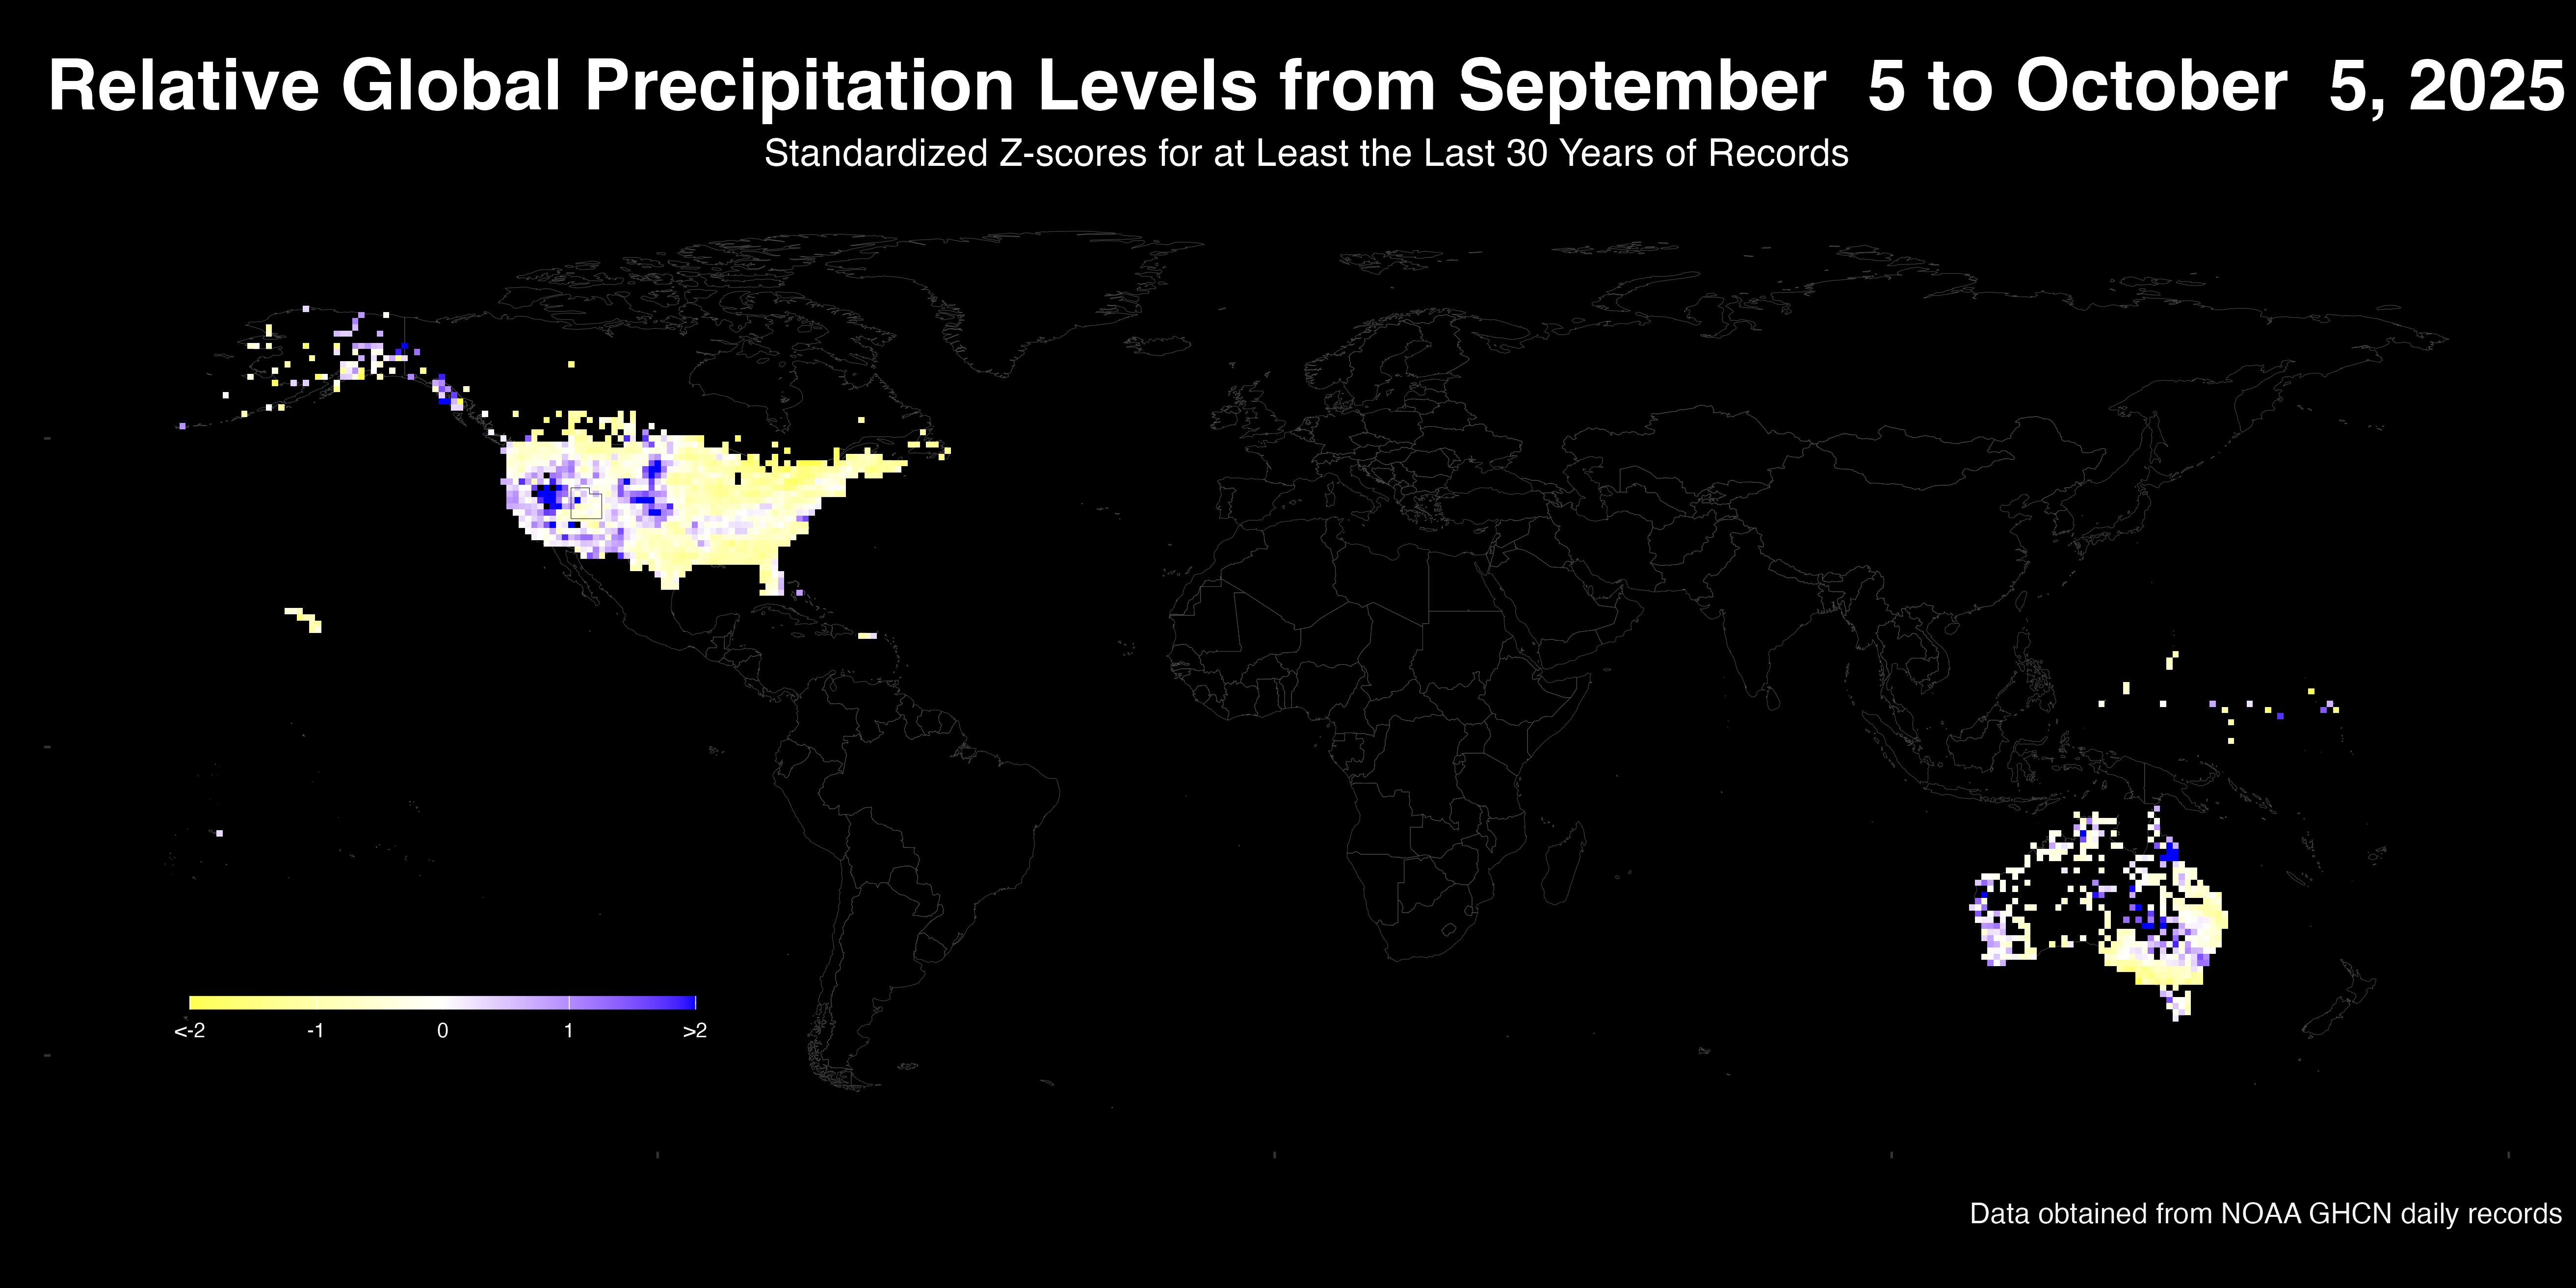 Relative Global Precipitation Levels from September  5 to October  5, 2025
Standardized Z-scores for at Least the Last 30 Years of Records
<-2 -1 0 1 >2
Data obtained from NOAA GHCN daily records